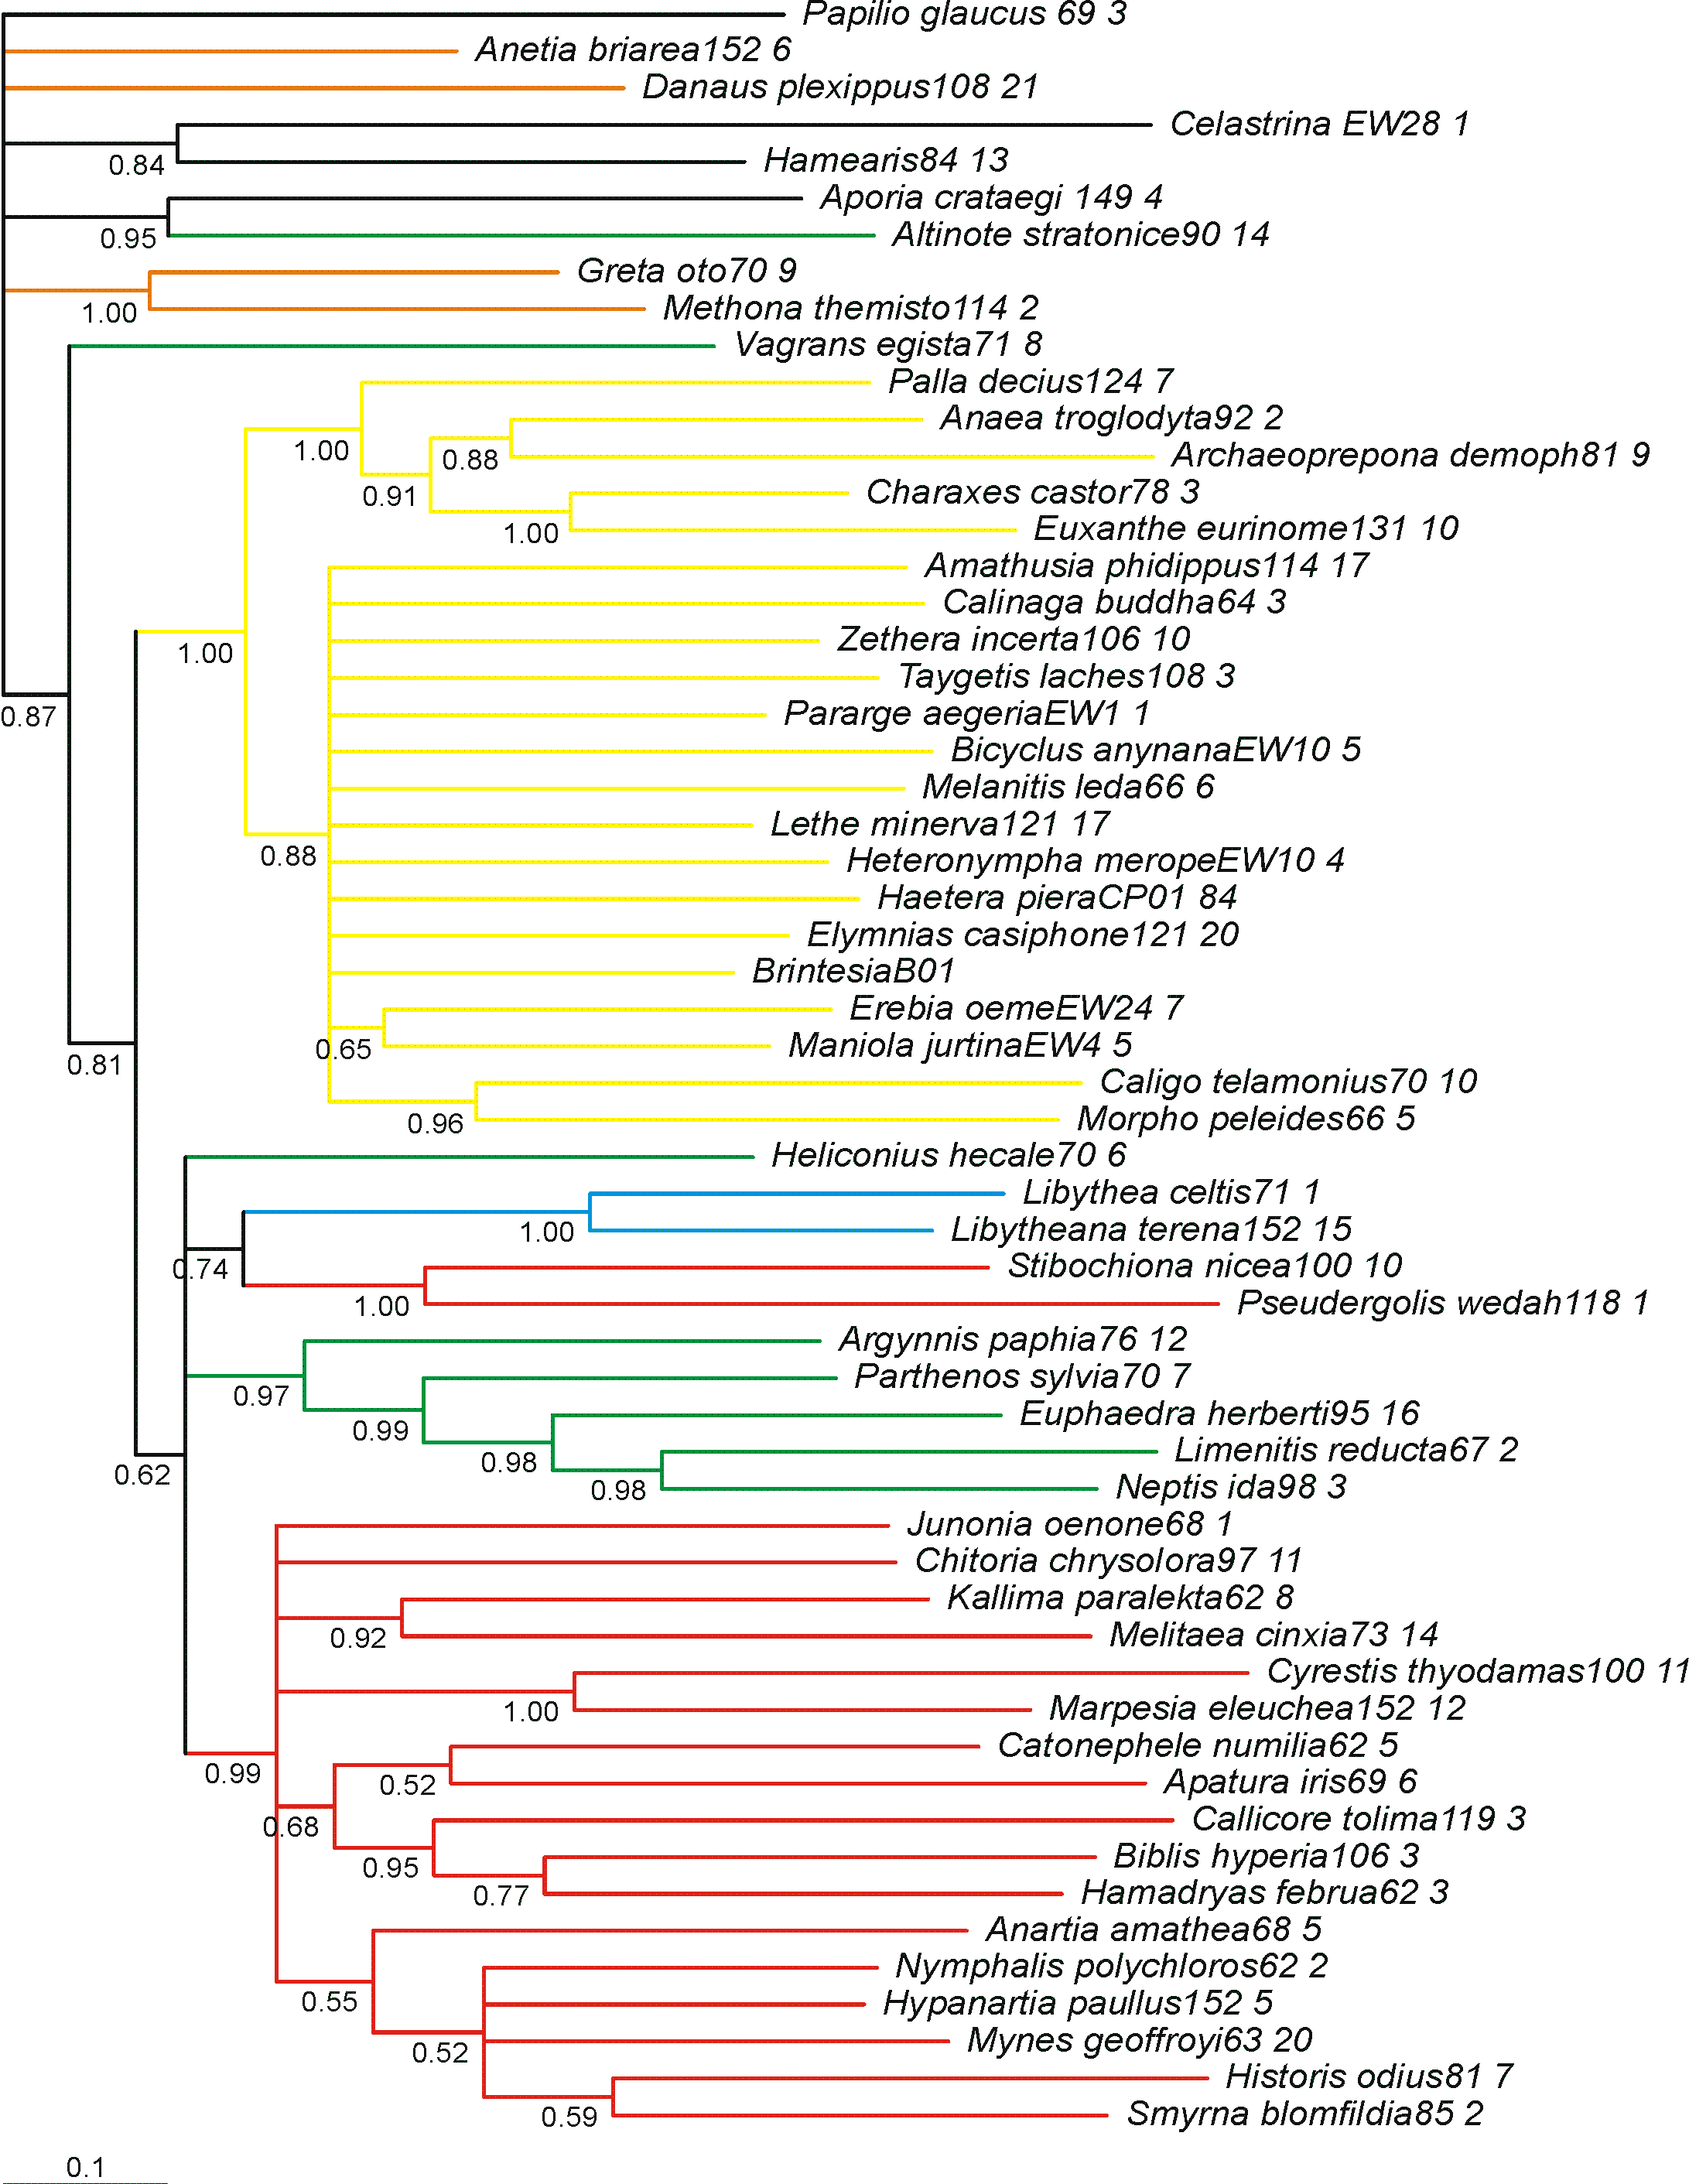 Papilio glaucus 69 3
Anetia briarea152 6
Danaus plexippus108 21
Celastrina EW28 1
0.84
Hamearis84 13
Aporia crataegi 149 4
0.95
Altinote stratonice90 14
Greta oto70 9
1.00
Methona themisto114 2
Vagrans egista71 8
Palla decius124 7
Anaea troglodyta92 2
1.00
0.88
Archaeoprepona demoph81 9
0.91
Charaxes castor78 3
1.00
Euxanthe eurinome131 10
Amathusia phidippus114 17
Calinaga buddha64 3
Zethera incerta106 10
1.00
Taygetis laches108 3
0.87
Pararge aegeriaEW1 1
Bicyclus anynanaEW10 5
Melanitis leda66 6
Lethe minerva121 17
0.88
Heteronympha meropeEW10 4
Haetera pieraCP01 84
Elymnias casiphone121 20
BrintesiaB01
Erebia oemeEW24 7
0.65
Maniola jurtinaEW4 5
0.81
Caligo telamonius70 10
0.96
Morpho peleides66 5
Heliconius hecale70 6
Libythea celtis71 1
1.00
Libytheana terena152 15
0.74
Stibochiona nicea100 10
1.00
Pseudergolis wedah118 1
Argynnis paphia76 12
Parthenos sylvia70 7
0.97
0.99
Euphaedra herberti95 16
0.98
Limenitis reducta67 2
0.62
0.98
Neptis ida98 3
Junonia oenone68 1
Chitoria chrysolora97 11
Kallima paralekta62 8
0.92
Melitaea cinxia73 14
Cyrestis thyodamas100 11
1.00
Marpesia eleuchea152 12
Catonephele numilia62 5
0.99
0.52
Apatura iris69 6
0.68
Callicore tolima119 3
0.95
Biblis hyperia106 3
0.77
Hamadryas februa62 3
Anartia amathea68 5
Nymphalis polychloros62 2
0.55
Hypanartia paullus152 5
0.52
Mynes geoffroyi63 20
Historis odius81 7
0.59
Smyrna blomfildia85 2
0.1